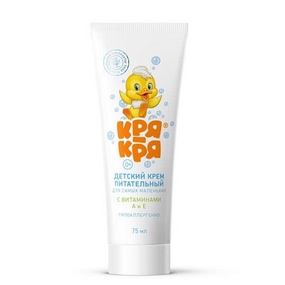 КРЯ
КРЯ
0+
ДЕТСКИЙ КРЕМ
ПИТАТЕЛЬНЫЙ
ДЛЯ САМЫХ МАЛЕНЬКИХ
С ВИТАМИНАМИ
А и Е
ГИПОАЛЛЕРГЕННО
75 мл